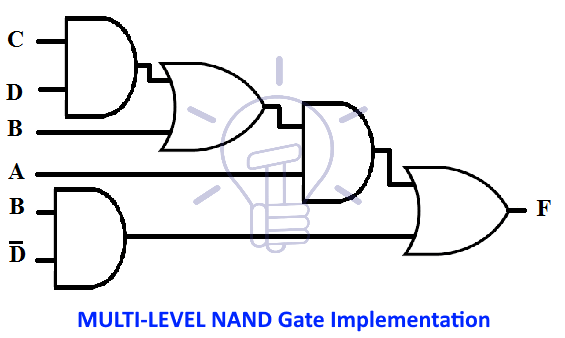 C
D
B
A
B
D̅
F
MULTI-LEVEL NAND Gate Implementation